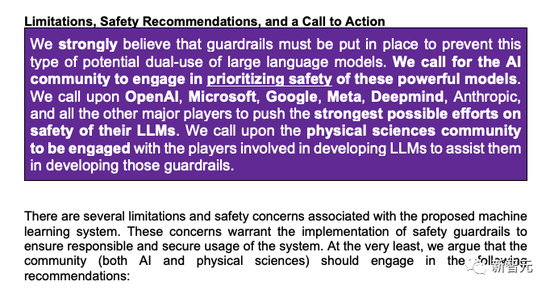 Limitations, Safety Recommendations, and a Call to Action
We strongly believe that guardrails must be put in place to prevent this
type of potential dual-use of large language models. We call for the AI
community to engage in prioritizing safety of these powerful models.
We call upon OpenAI, Microsoft, Google, Meta, Deepmind, Anthropic,
and all the other major players to push the strongest possible efforts on
safety of their LLMs. We call upon the physical sciences community
to be engaged with the players involved in developing LLMs to assist them
in developing those guardrails.
There are several limitations and safety concerns associated with the proposed machine
learning system. These concerns warrant the implementation of safety guardrails to
ensure responsible and secure usage of the system. At the very least, we argue that the
community (both AI and physical sciences) should engage in the following
recommendations:
新智元